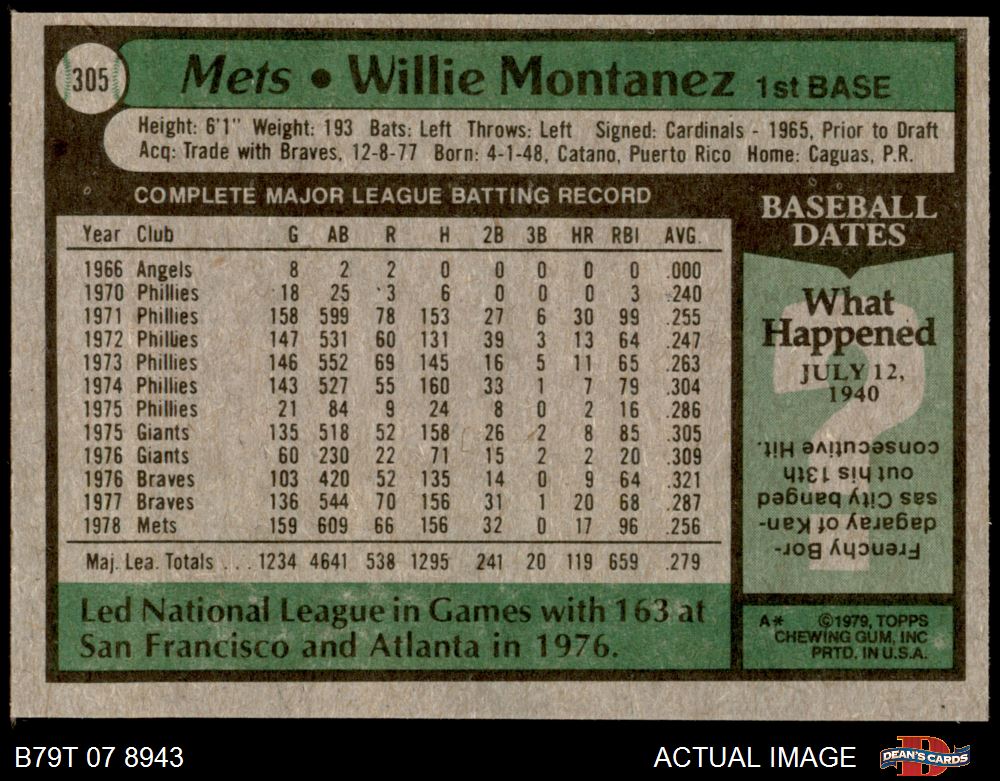 305
Mets • Willie Montanez 1st BASE
Height: 6'1" Weight: 193 Bats: Left Throws: Left Signed: Cardinals - 1965, Prior to Draft
Acq: Trade with Braves, 12-8-77 Born: 4-1-48, Catano, Puerto Rico Home: Caguas, P.R.
COMPLETE MAJOR LEAGUE BATTING RECORD
Year Club G AB R H 2B 3B HR RBI AVG.
1966 Angels 8 2 2 0 0 0 0 0 .000
1970 Phillies 18 25 3 6 0 0 0 3 .240
1971 Phillies 158 599 78 153 27 6 30 99 .255
1972 Phillies 147 531 60 131 39 3 13 64 .247
1973 Phillies 146 552 69 145 16 5 11 65 .263
1974 Phillies 143 527 55 160 33 1 7 79 .304
1975 Phillies 21 84 9 24 8 0 2 16 .286
1975 Giants 135 518 52 158 26 2 8 85 .305
1976 Giants 60 230 22 71 15 2 2 20 .309
1976 Braves 103 420 52 135 14 0 9 64 .321
1977 Braves 136 544 70 156 31 1 20 68 .287
1978 Mets 159 609 66 156 32 0 17 96 .256
Maj. Lea. Totals . . . 1234 4641 538 1295 241 20 119 659 .279
Led National League in Games with 163 at
San Francisco and Atlanta in 1976.
BASEBALL
DATES
What
Happened
JULY 12,
1940
?
Frenchy Bor-
dagaray of Kan-
sas City banged
out his 13th
consecutive Hit.
A* ©1979, TOPPS
CHEWING GUM, INC
PRTD. IN U.S.A.
B79T 07 8943
ACTUAL IMAGE
D
DEAN'S CARDS